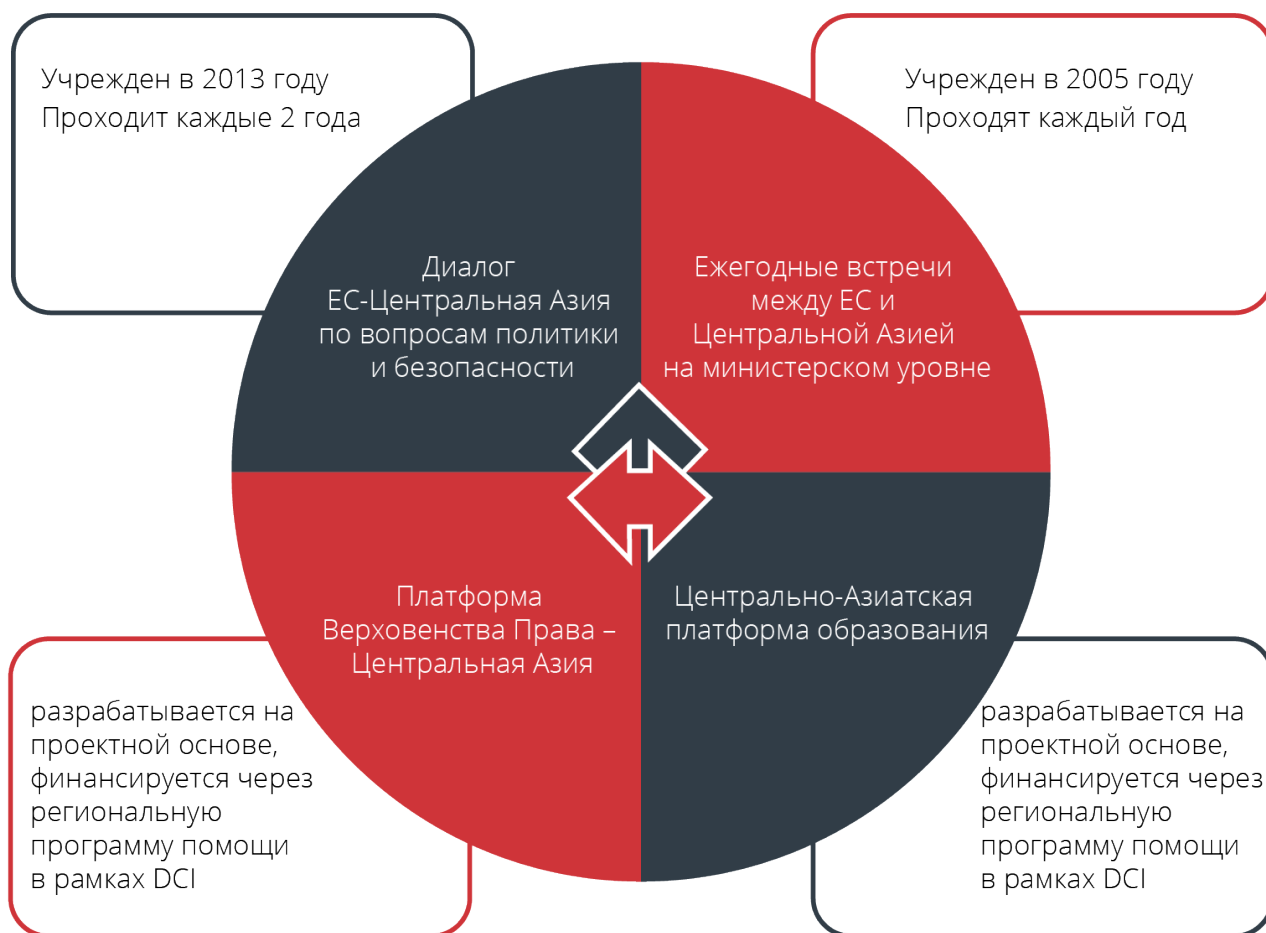 Учрежден в 2013 году
Проходит каждые 2 года
Учрежден в 2005 году
Проходят каждый год
Диалог
ЕС-Центральная Азия
по вопросам политики
и безопасности
Ежегодные встречи
между ЕС и
Центральной Азией
на министерском уровне
Платформа
Верховенства Права –
Центральная Азия
Центрально-Азиатская
платформа образования
разрабатывается на
проектной основе,
финансируется через
региональную
программу помощи
в рамках DCI
разрабатывается на
проектной основе,
финансируется через
региональную
программу помощи
в рамках DCI